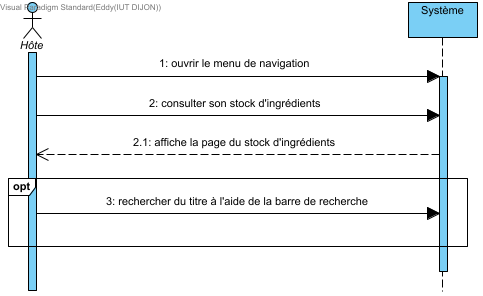 Visual Paradigm Standard(Eddy(IUT DIJON))
Système
Hôte
1: ouvrir le menu de navigation
2: consulter son stock d'ingrédients
2.1: affiche la page du stock d'ingrédients
opt
3: rechercher du titre à l'aide de la barre de recherche